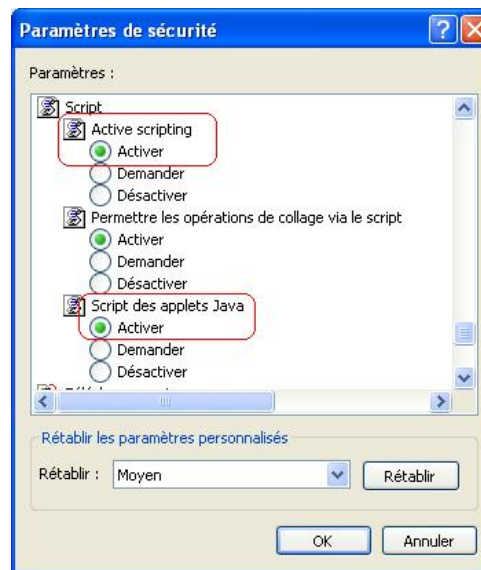 Paramètres de sécurité
Paramètres :
Script
Active scripting
Activer
Demander
Désactiver
Permettre les opérations de collage via le script
Activer
Demander
Désactiver
Script des applets Java
Activer
Demander
Désactiver
Rétablir les paramètres personnalisés
Rétablir : Moyen Rétablir
OK Annuler